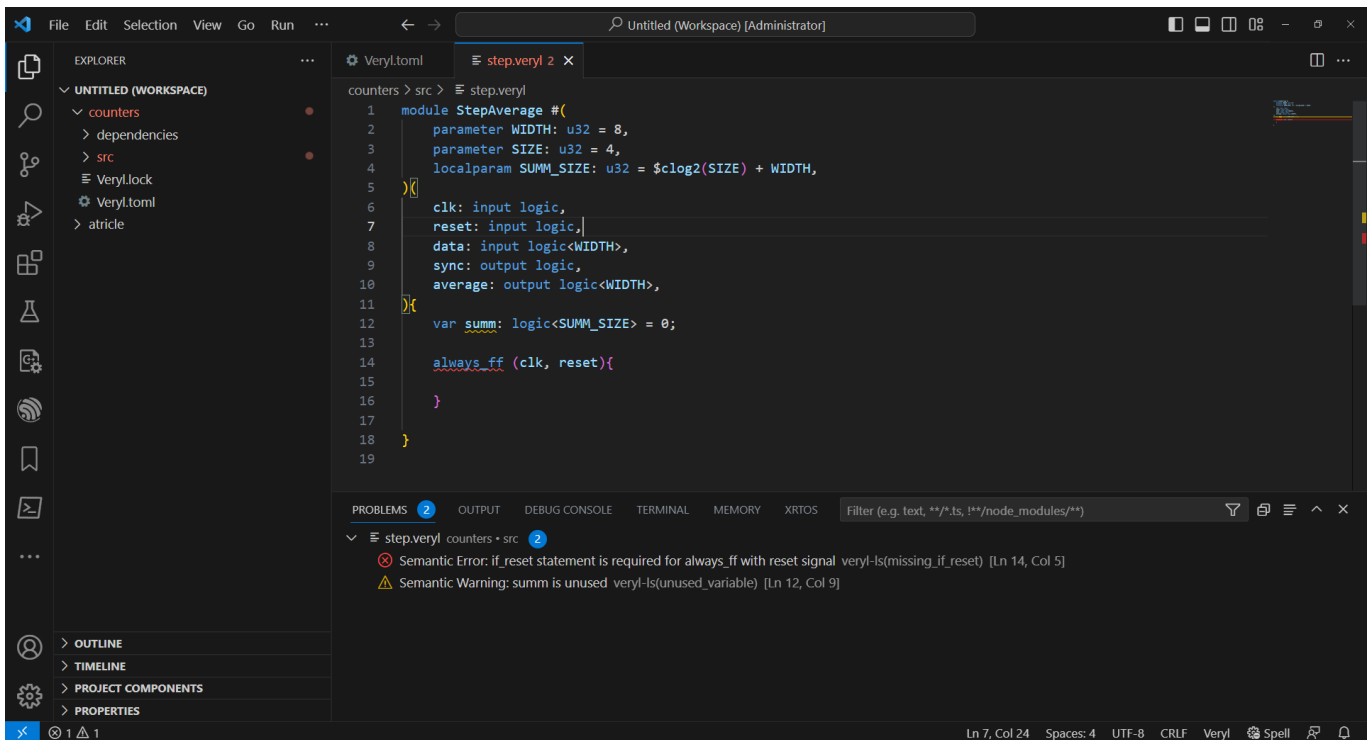 File Edit Selection View Go Run ··· ← → Untitled (Workspace) [Administrator]
EXPLORER ···
UNTITLED (WORKSPACE)
counters
dependencies
src
Veryl.lock
Veryl.toml
atricle
OUTLINE
TIMELINE
PROJECT COMPONENTS
PROPERTIES
Veryl.toml step.veryl 2
counters > src > step.veryl
1 module StepAverage #(
2     parameter WIDTH: u32 = 8,
3     parameter SIZE: u32 = 4,
4     localparam SUMM_SIZE: u32 = $clog2(SIZE) + WIDTH,
5 )(
6     clk: input logic,
7     reset: input logic,
8     data: input logic<WIDTH>,
9     sync: output logic,
10     average: output logic<WIDTH>,
11 ){
12     var summ: logic<SUMM_SIZE> = 0;
13
14     always_ff (clk, reset){
15
16     }
17
18 }
19
PROBLEMS 2 OUTPUT DEBUG CONSOLE TERMINAL MEMORY XRTOS Filter (e.g. text, **/*.ts, !**/node_modules/**)
step.veryl counters • src 2
Semantic Error: if_reset statement is required for always_ff with reset signal veryl-ls(missing_if_reset) [Ln 14, Col 5]
Semantic Warning: summ is unused veryl-ls(unused_variable) [Ln 12, Col 9]
1 1 Ln 7, Col 24 Spaces: 4 UTF-8 CRLF Veryl Spell